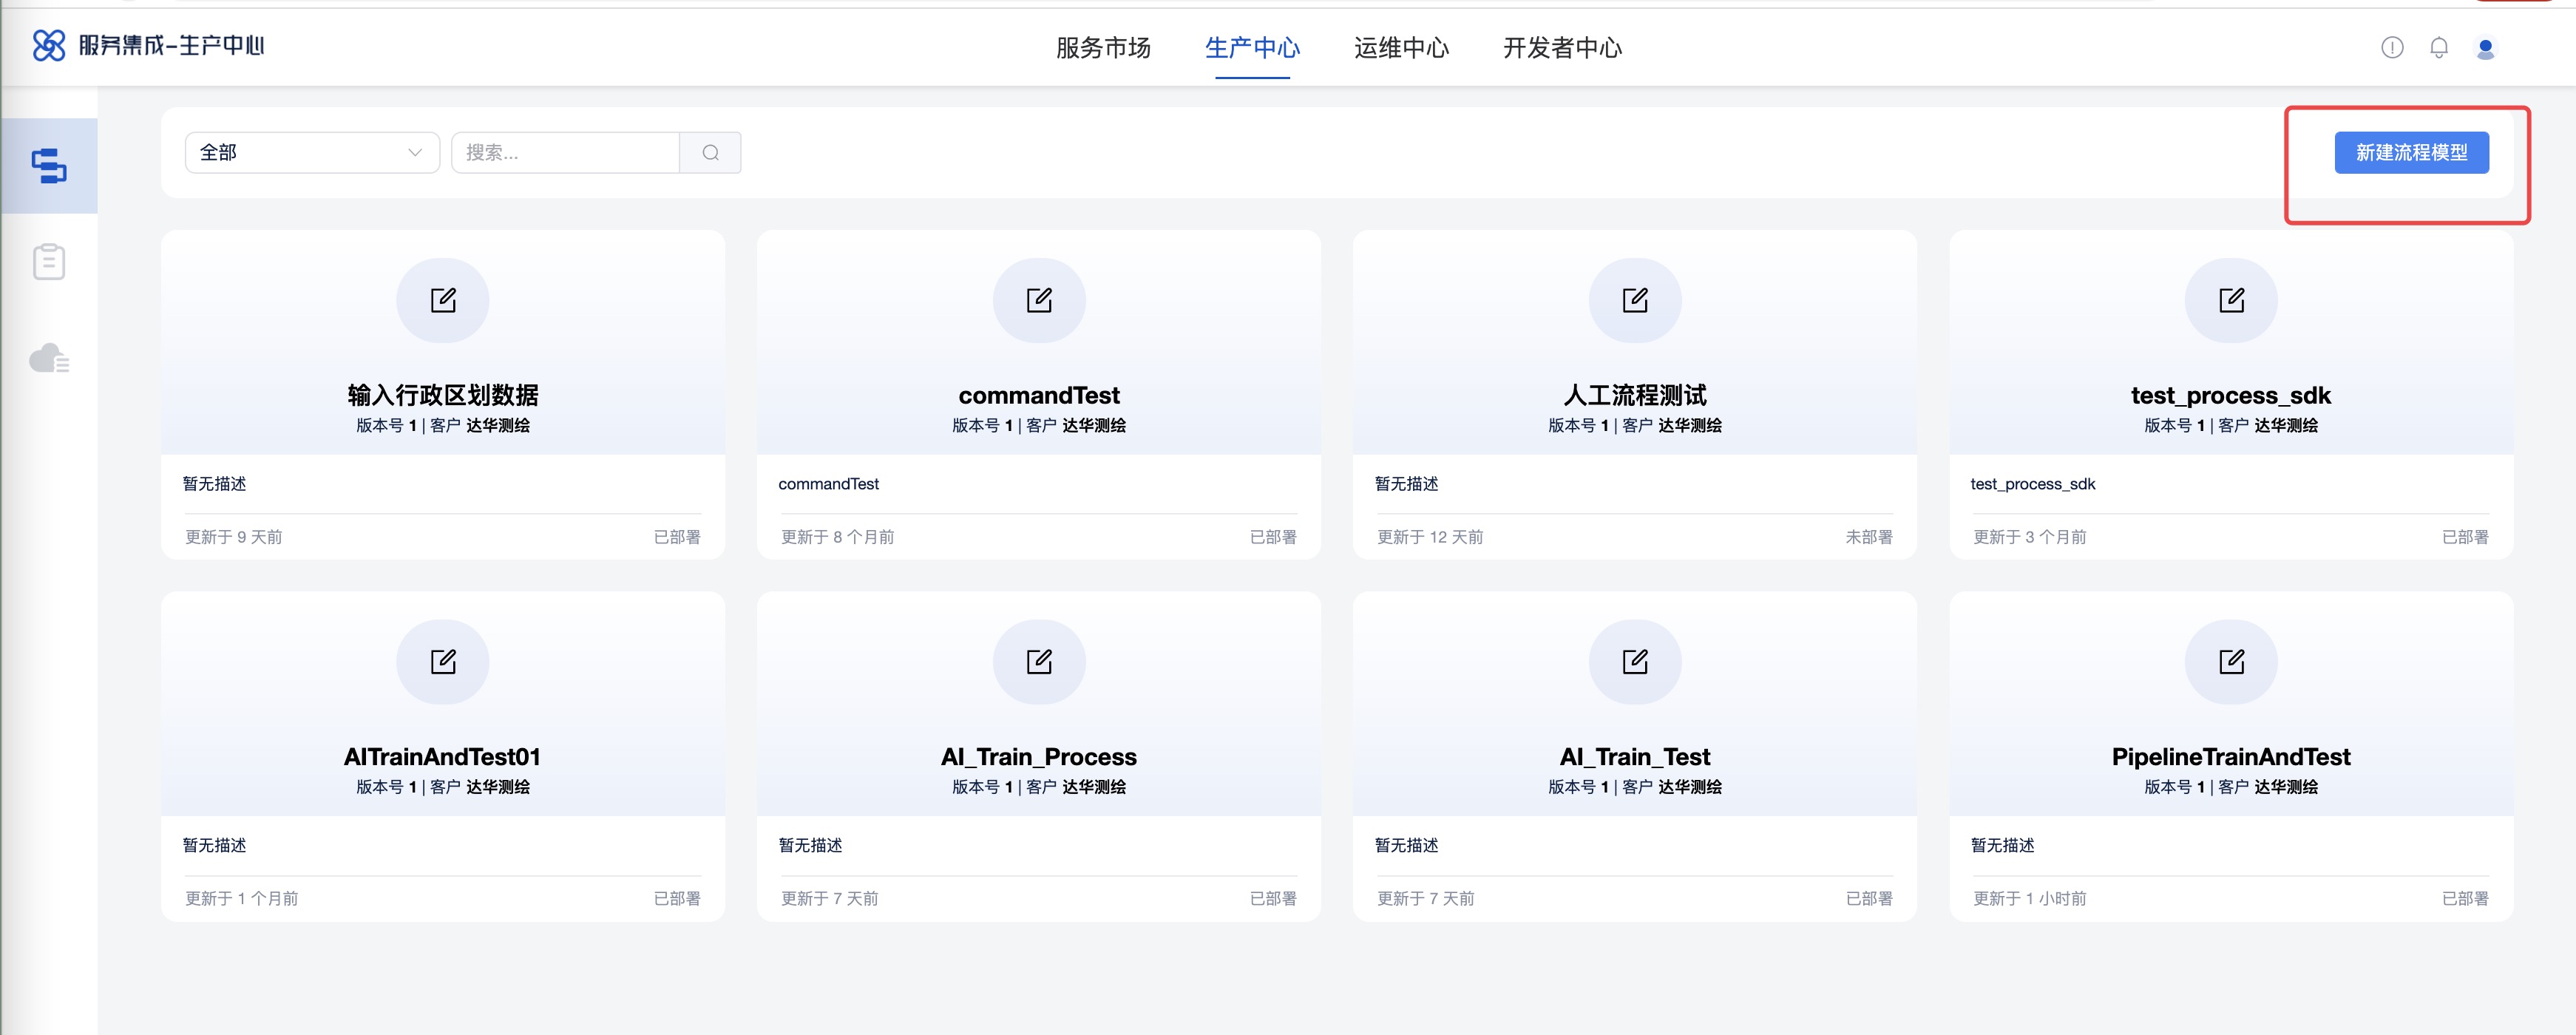 服务集成-生产中心
服务市场 生产中心 运维中心 开发者中心
全部 搜索... 新建流程模型
输入行政区划数据
版本号 1 | 客户 达华测绘
暂无描述
更新于 9 天前 已部署
commandTest
版本号 1 | 客户 达华测绘
commandTest
更新于 8 个月前 已部署
人工流程测试
版本号 1 | 客户 达华测绘
暂无描述
更新于 12 天前 未部署
test_process_sdk
版本号 1 | 客户 达华测绘
test_process_sdk
更新于 3 个月前 已部署
AITrainAndTest01
版本号 1 | 客户 达华测绘
暂无描述
更新于 1 个月前 已部署
AI_Train_Process
版本号 1 | 客户 达华测绘
暂无描述
更新于 7 天前 已部署
AI_Train_Test
版本号 1 | 客户 达华测绘
暂无描述
更新于 7 天前 已部署
PipelineTrainAndTest
版本号 1 | 客户 达华测绘
暂无描述
更新于 1 小时前 已部署